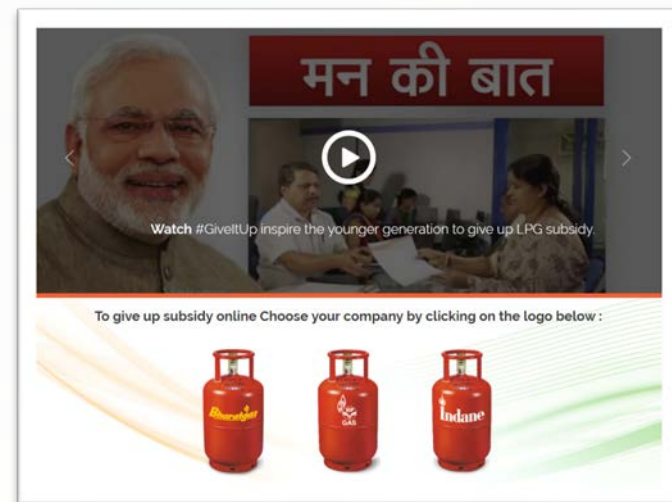 मन की बात
Watch #GiveItUp inspire the younger generation to give up LPG subsidy.
To give up subsidy online Choose your company by clicking on the logo below :
Bharatgas
HP
GAS
Indane